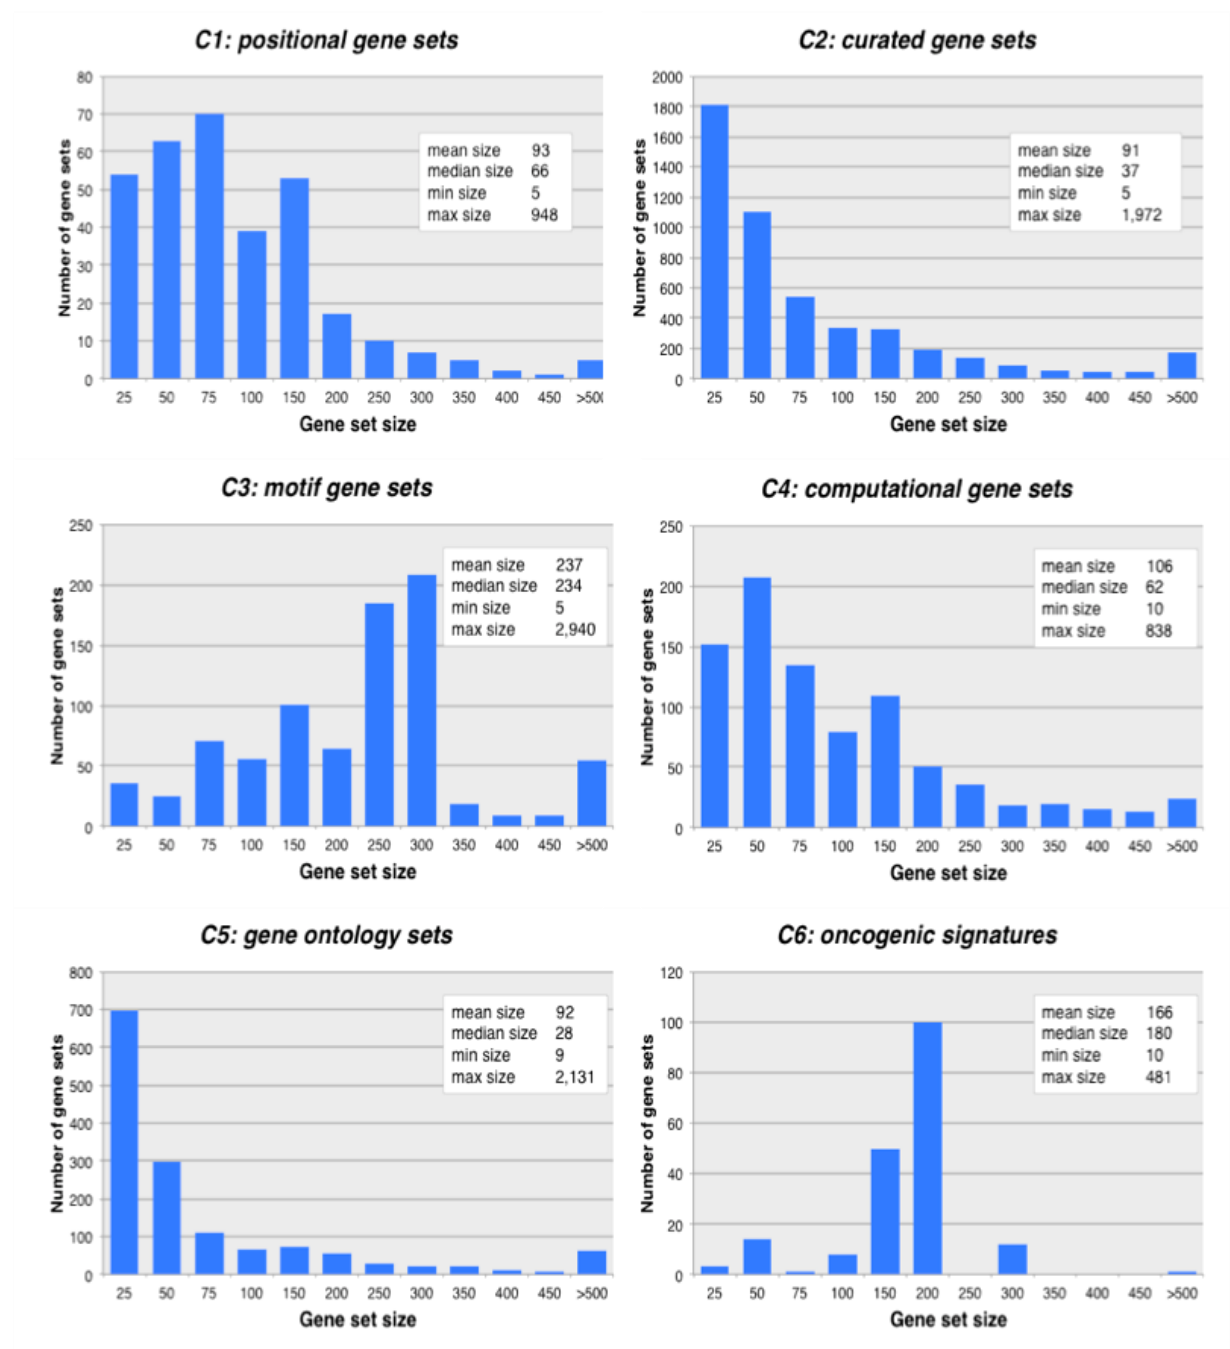 C1: positional gene sets
80
70
60
50
40
30
20
10
0
Number of gene sets
mean size 93
median size 66
min size 5
max size 948
25 50 75 100 150 200 250 300 350 400 450 >500
Gene set size
C2: curated gene sets
2000
1800
1600
1400
1200
1000
800
600
400
200
0
Number of gene sets
mean size 91
median size 37
min size 5
max size 1,972
25 50 75 100 150 200 250 300 350 400 450 >500
Gene set size
C3: motif gene sets
250
200
150
100
50
0
Number of gene sets
mean size 237
median size 234
min size 5
max size 2,940
25 50 75 100 150 200 250 300 350 400 450 >500
Gene set size
C4: computational gene sets
250
200
150
100
50
0
Number of gene sets
mean size 106
median size 62
min size 10
max size 838
25 50 75 100 150 200 250 300 350 400 450 >500
Gene set size
C5: gene ontology sets
800
700
600
500
400
300
200
100
0
Number of gene sets
mean size 92
median size 28
min size 9
max size 2,131
25 50 75 100 150 200 250 300 350 400 450 >500
Gene set size
C6: oncogenic signatures
120
100
80
60
40
20
0
Number of gene sets
mean size 166
median size 180
min size 10
max size 481
25 50 75 100 150 200 250 300 350 400 450 >500
Gene set size